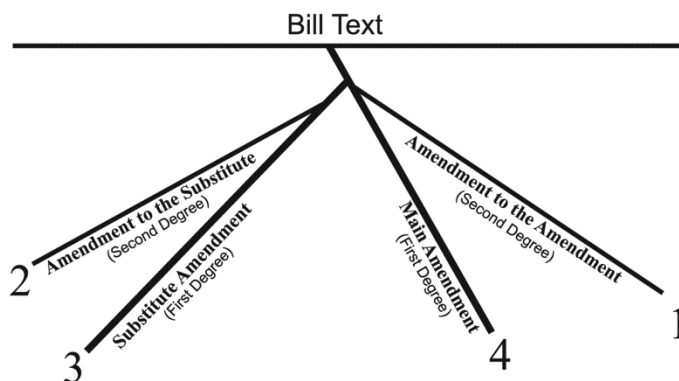 Bill Text
Amendment to the Substitute
(Second Degree)
2
Substitute Amendment
(First Degree)
3
Main Amendment
(First Degree)
4
Amendment to the Amendment
(Second Degree)
1